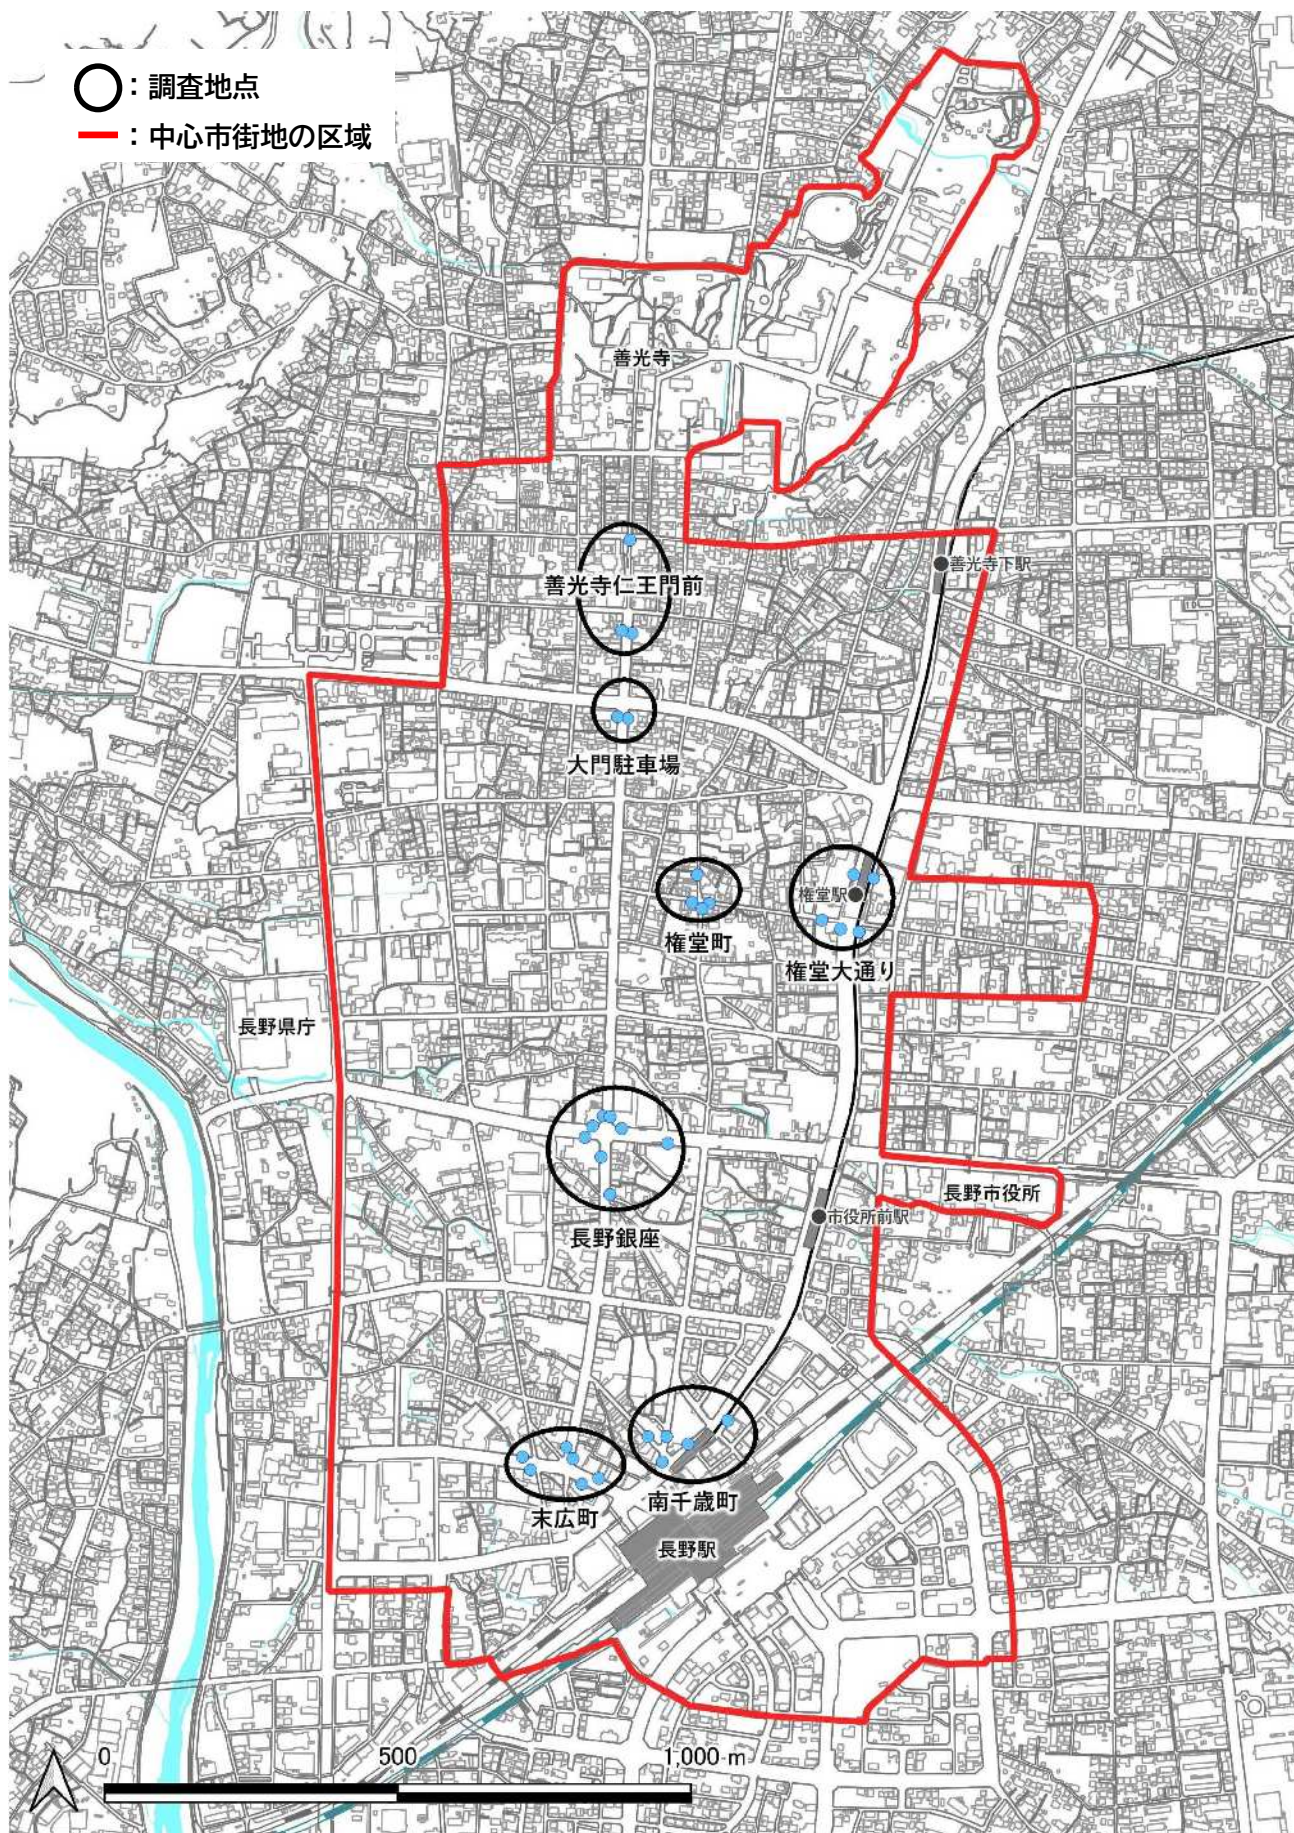 ：調査地点
：中心市街地の区域
善光寺
善光寺仁王門前
善光寺下駅
大門駐車場
権堂駅
権堂町
権堂大通り
長野県庁
長野市役所
市役所前駅
長野銀座
南千歳町
末広町
長野駅
0
500
1,000 m